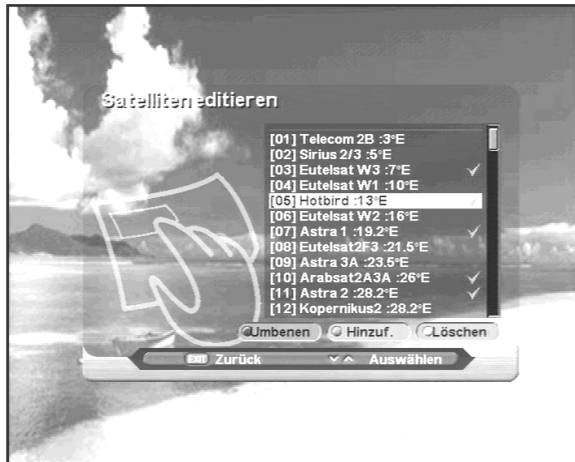 Satelliten editieren
[01] Telecom 2B :3°E
[02] Sirius 2/3 :5°E
[03] Eutelsat W3 :7°E
[04] Eutelsat W1 :10°E
[05] Hotbird :13°E
[06] Eutelsat W2 :16°E
[07] Astra 1 :19.2°E
[08] Eutelsat2F3 :21.5°E
[09] Astra 3A :23.5°E
[10] Arabsat2A3A :26°E
[11] Astra 2 :28.2°E
[12] Kopernikus2 :28.2°E
Umbenen Hinzuf. Löschen
EXIT Zurück Auswählen